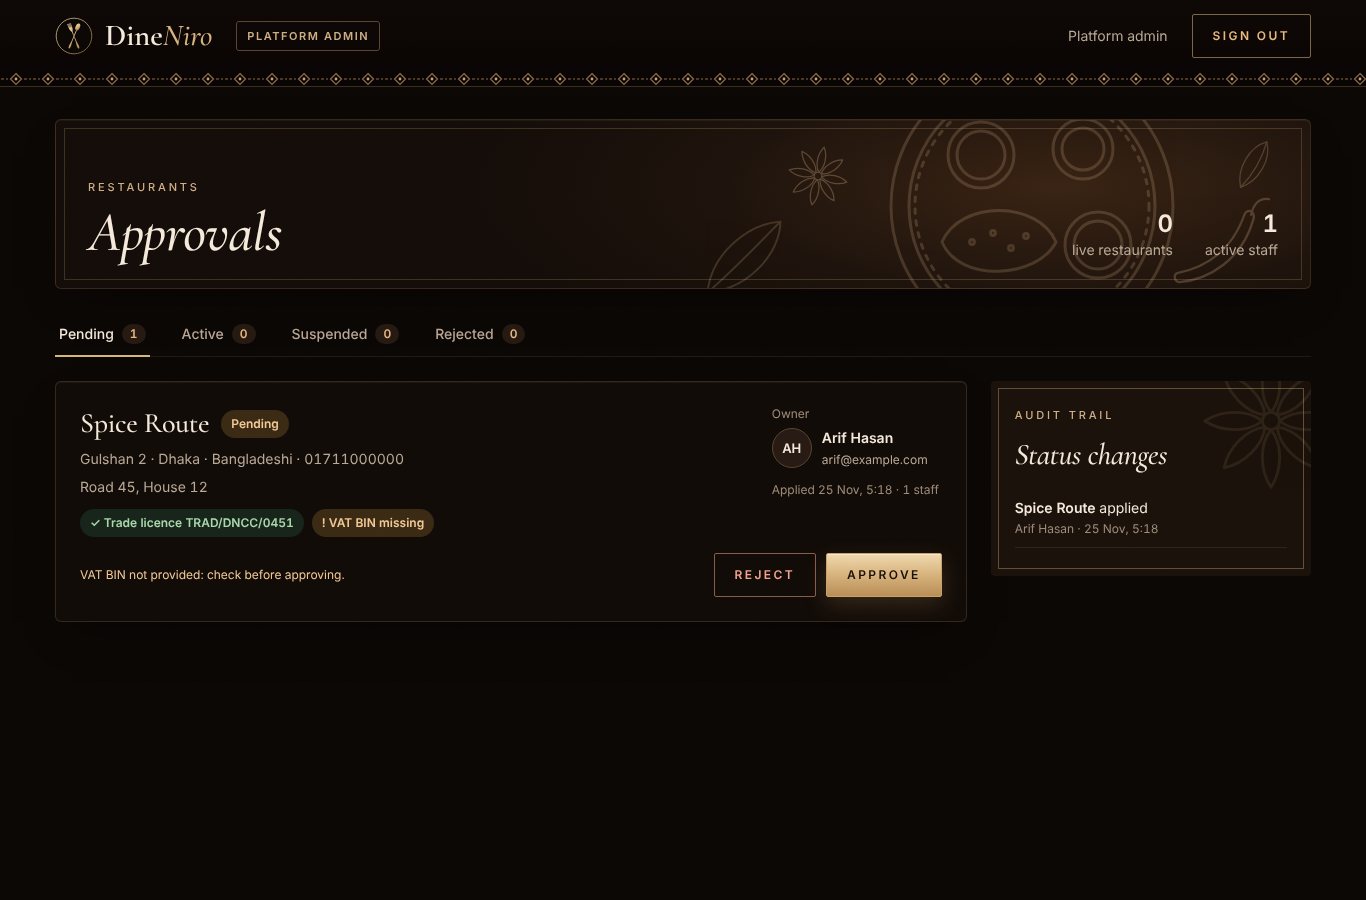 DineNiro
PLATFORM ADMIN
Platform admin
SIGN OUT
RESTAURANTS
Approvals
0
live restaurants
1
active staff
Pending 1
Active 0
Suspended 0
Rejected 0
Spice Route Pending
Gulshan 2 · Dhaka · Bangladeshi · 01711000000
Road 45, House 12
✓ Trade licence TRAD/DNCC/0451
! VAT BIN missing
VAT BIN not provided: check before approving.
Owner
AH
Arif Hasan
arif@example.com
Applied 25 Nov, 5:18 · 1 staff
REJECT
APPROVE
AUDIT TRAIL
Status changes
Spice Route applied
Arif Hasan · 25 Nov, 5:18